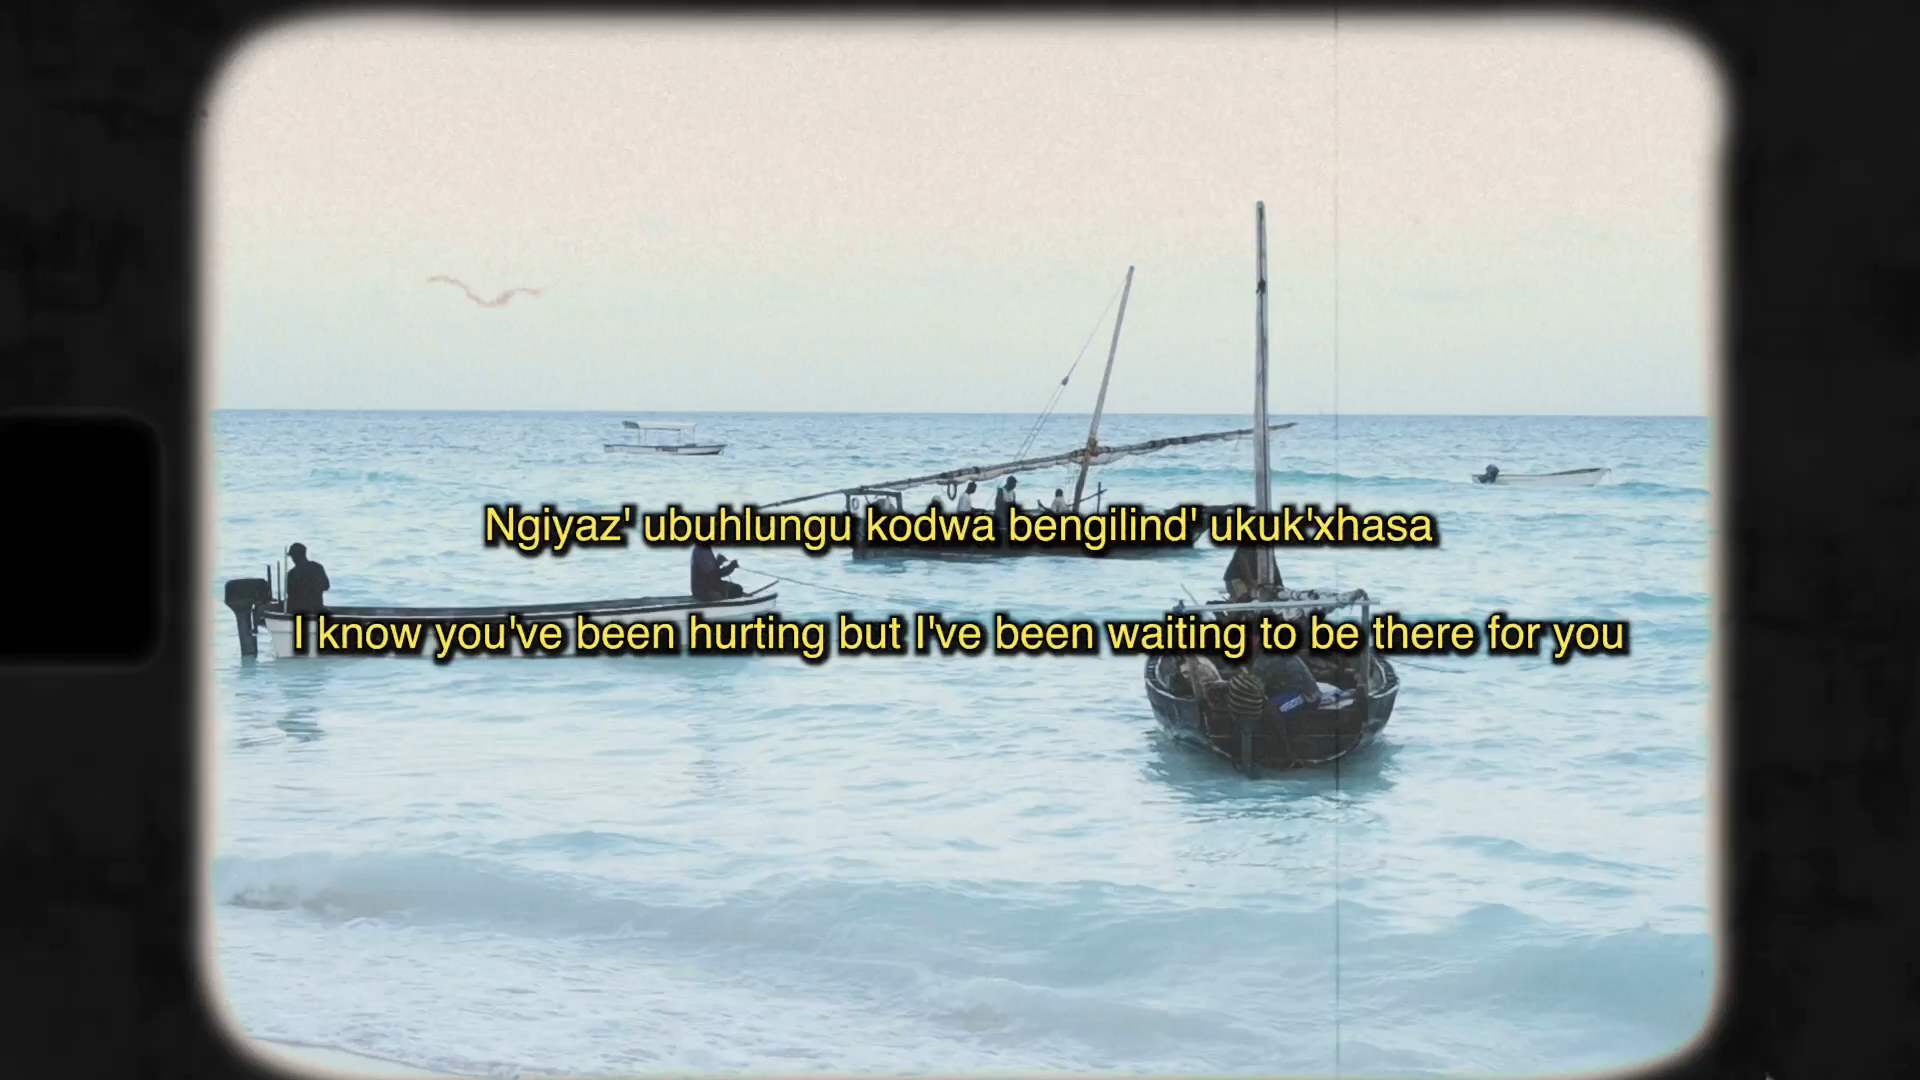 Ngiyaz' ubuhlungu kodwa bengilind' ukuk'xhasa
I know you've been hurting but I've been waiting to be there for you